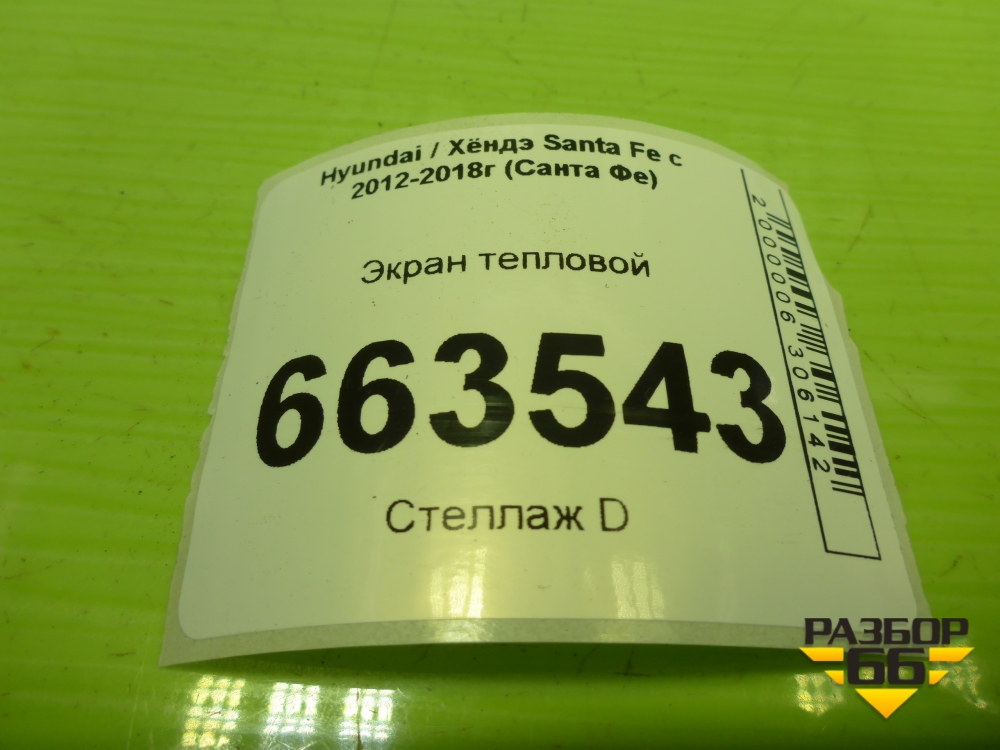 Hyundai / Хёндэ Santa Fe с
2012-2018г (Санта Фе)
Экран тепловой
663543
Стеллаж D
2000006306142
РАЗБОР
66